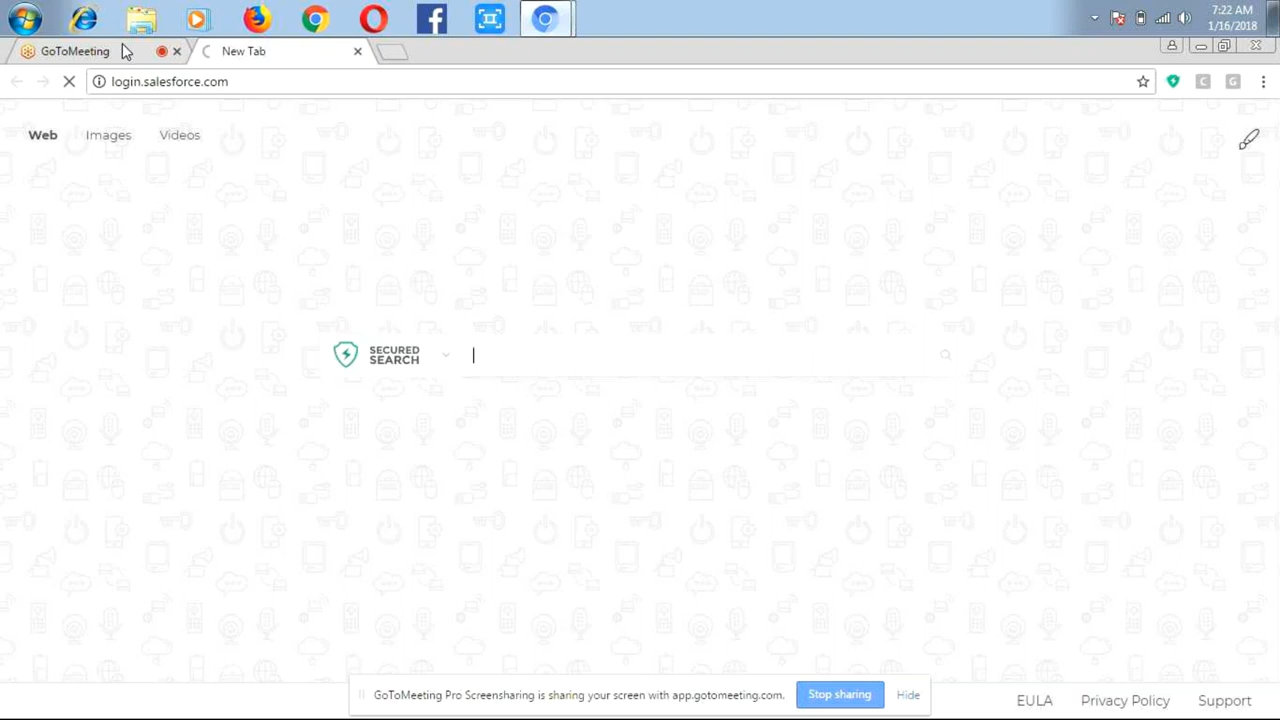 7:22 AM
1/16/2018
GoToMeeting
New Tab
login.salesforce.com
C
G
Web
Images
Videos
SECURED
SEARCH
GoToMeeting Pro Screensharing is sharing your screen with app.gotomeeting.com.
Stop sharing
Hide
EULA
Privacy Policy
Support